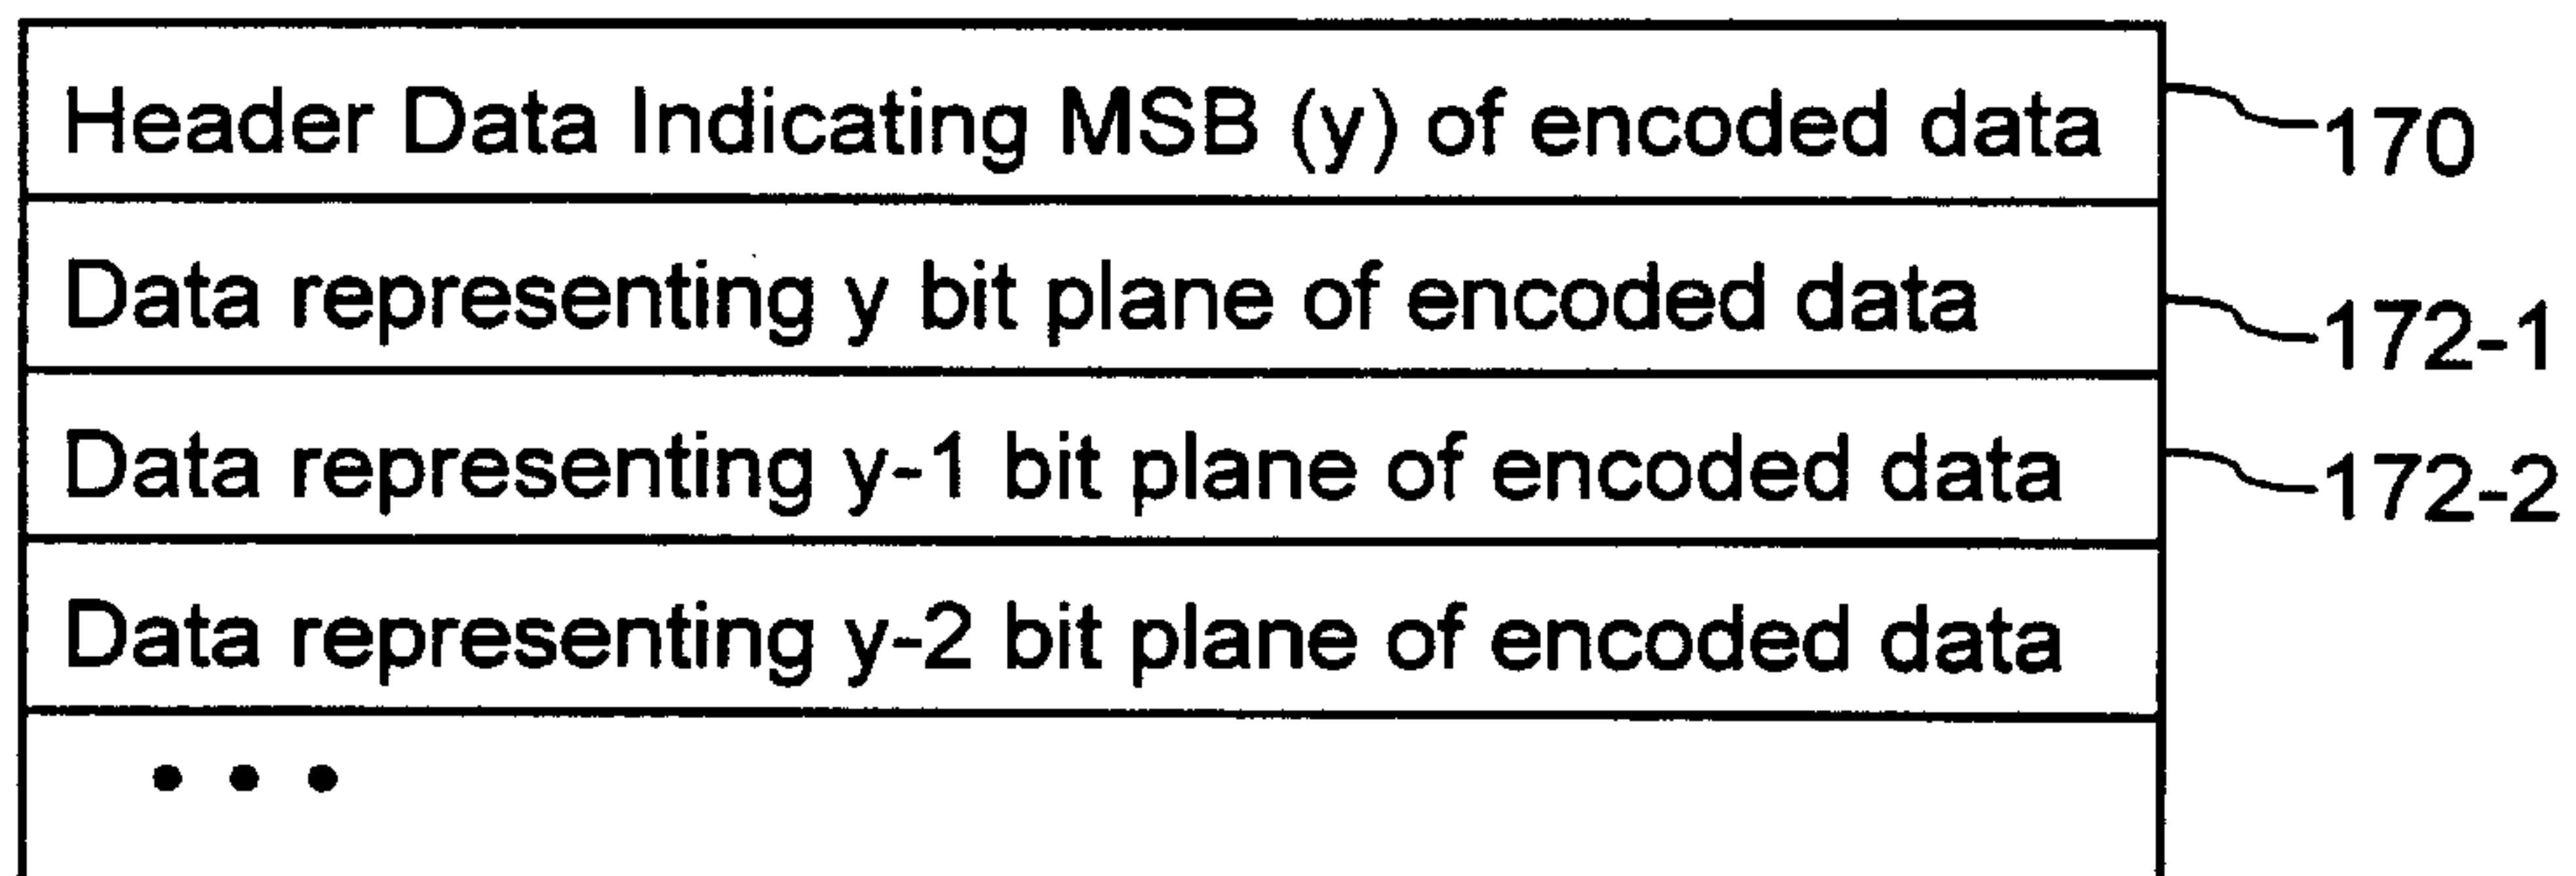 Header Data Indicating MSB (y) of encoded data 170
Data representing y bit plane of encoded data 172-1
Data representing y-1 bit plane of encoded data 172-2
Data representing y-2 bit plane of encoded data
• • •